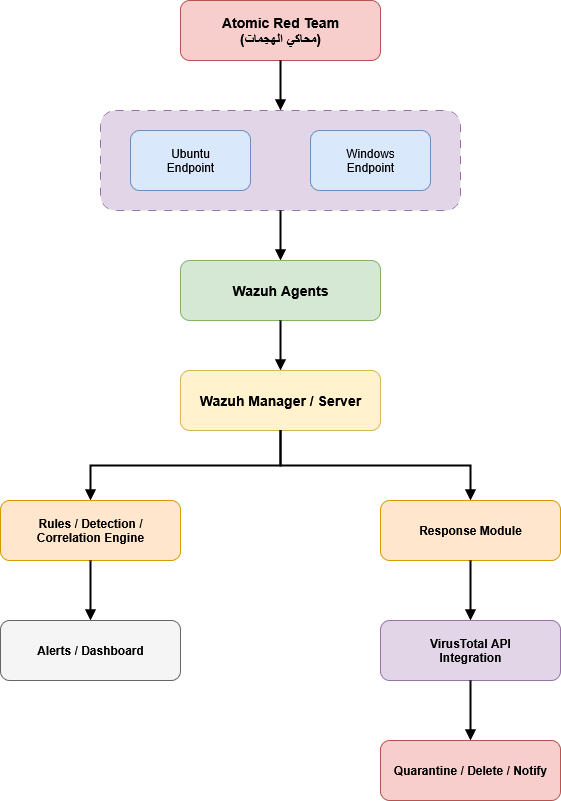 Atomic Red Team
(محاكي الهجمات)
Ubuntu
Endpoint
Windows
Endpoint
Wazuh Agents
Wazuh Manager / Server
Rules / Detection /
Correlation Engine
Response Module
Alerts / Dashboard
VirusTotal API
Integration
Quarantine / Delete / Notify